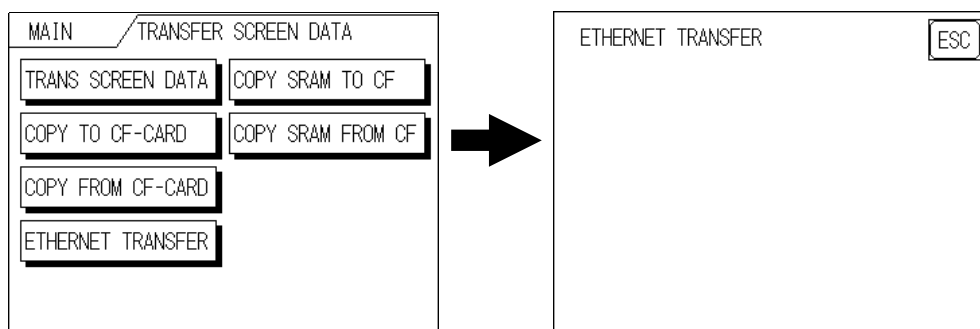 MAIN
TRANSFER SCREEN DATA
TRANS SCREEN DATA
COPY SRAM TO CF
COPY TO CF-CARD
COPY SRAM FROM CF
COPY FROM CF-CARD
ETHERNET TRANSFER
ETHERNET TRANSFER
ESC